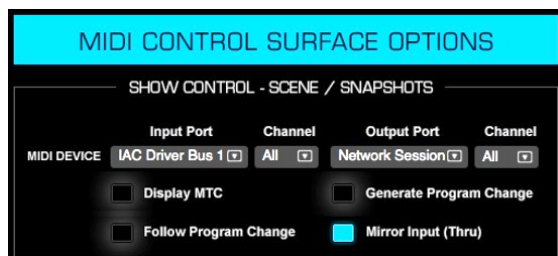 MIDI CONTROL SURFACE OPTIONS
SHOW CONTROL - SCENE / SNAPSHOTS
Input Port Channel Output Port Channel
MIDI DEVICE IAC Driver Bus 1 All Network Session All
Display MTC Generate Program Change
Follow Program Change Mirror Input (Thru)